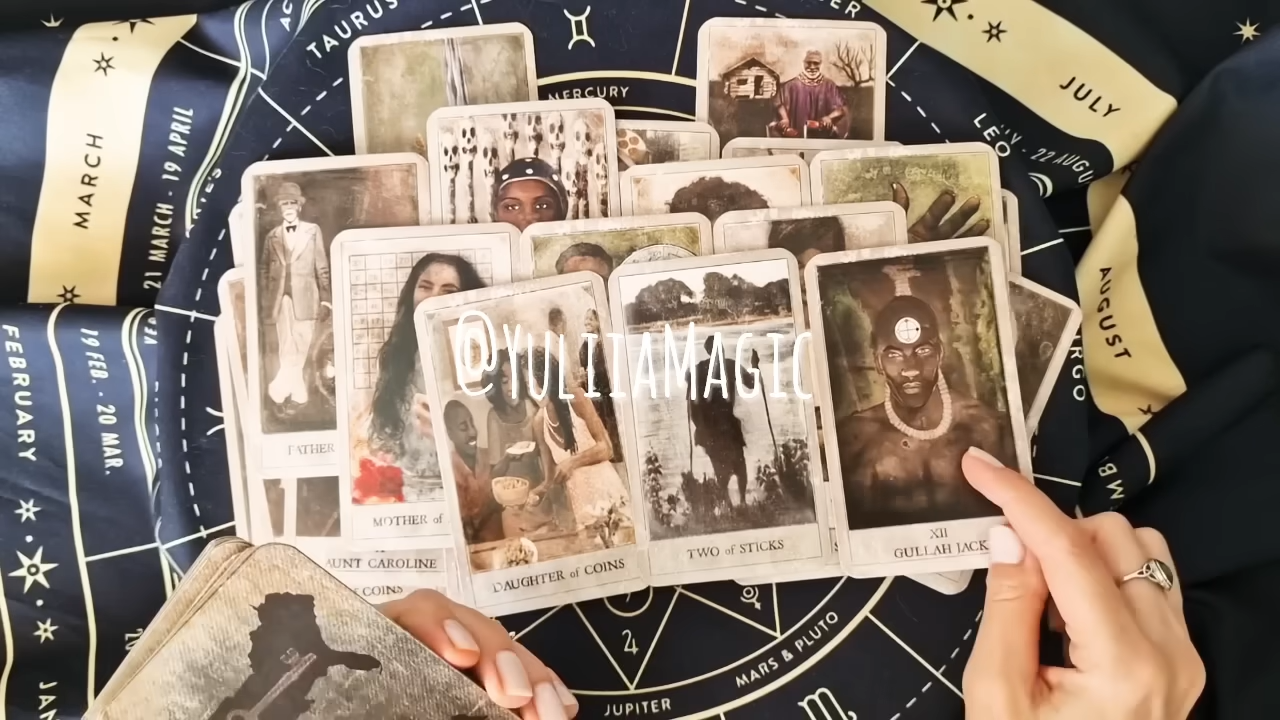 TAURUS
MERCURY
JULY
LEO
22 AUGU
MARCH
21 MARCH - 19 APRIL
AUGUST
FEBRUARY
19 FEB. - 20 MAR.
@YULIIAMAGIC
FATHER
MOTHER of
AUNT CAROLINE
COINS
DAUGHTER of COINS
TWO of STICKS
XII
GULLAH JACK
MARS & PLUTO
JUPITER
JAN